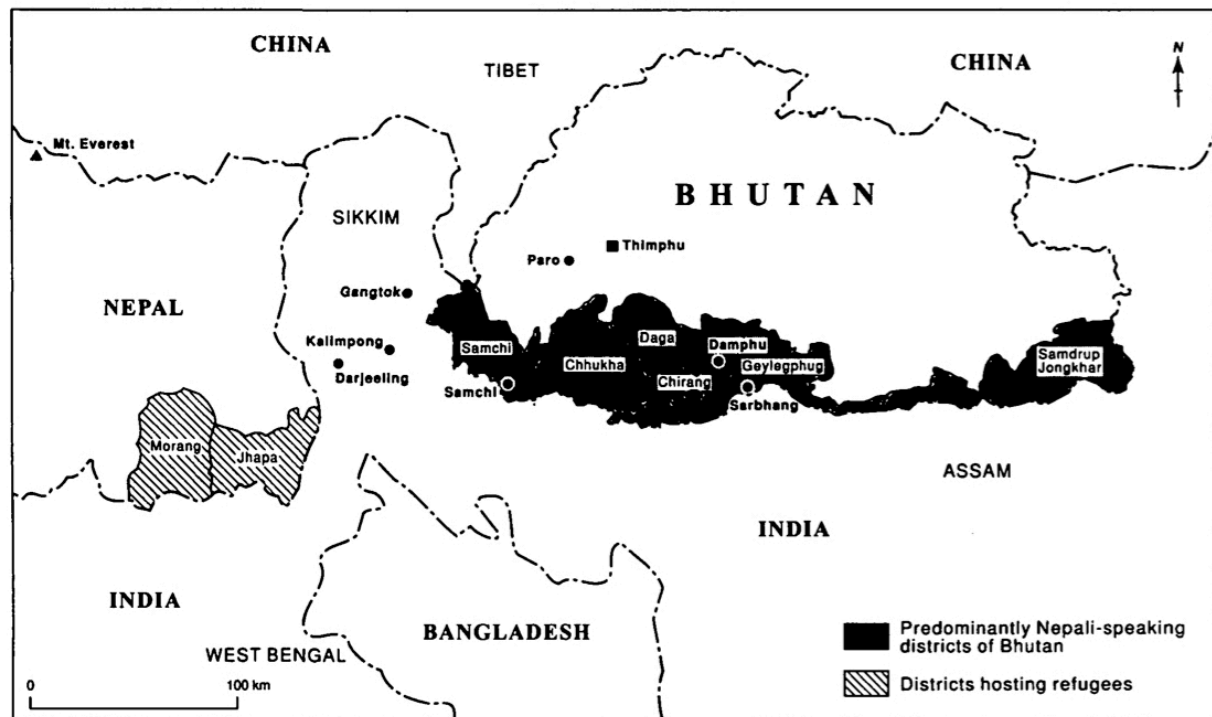 CHINA
TIBET
CHINA
N
Mt. Everest
BHUTAN
SIKKIM
Thimphu
Paro
Gangtok
NEPAL
Kalimpong
Darjeeling
Samchi
Daga
Damphu
Chhukha
Geylegphug
Samdrup
Jongkhar
Chirang
Samchi
Sarbhang
Morang
Jhapa
ASSAM
INDIA
INDIA
BANGLADESH
WEST BENGAL
0
100 km
Predominantly Nepali-speaking
districts of Bhutan
Districts hosting refugees